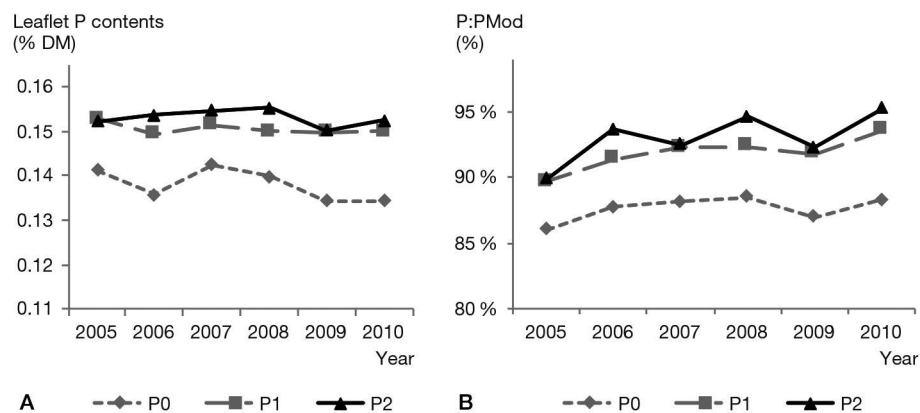 Leaflet P contents
(% DM)
0.16
0.15
0.14
0.13
0.12
0.11
2005 2006 2007 2008 2009 2010
Year
A P0 P1 P2
P:PMod
(%)
95 %
90 %
85 %
80 %
2005 2006 2007 2008 2009 2010
Year
B P0 P1 P2